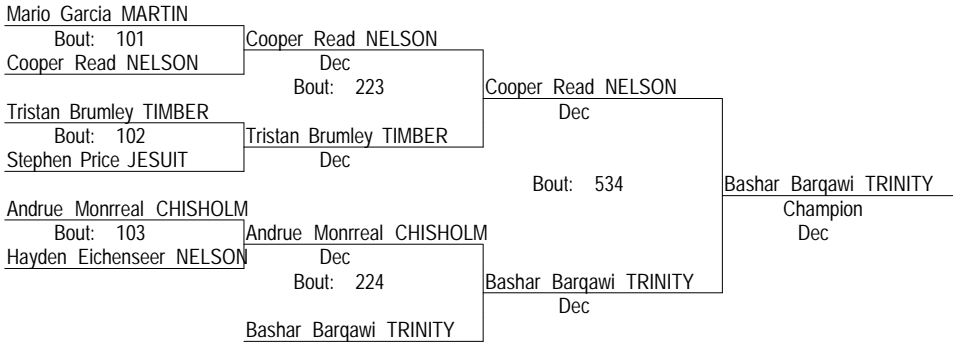 Mario Garcia MARTIN
Bout: 101
Cooper Read NELSON
Cooper Read NELSON
Dec
Bout: 223
Tristan Brumley TIMBER
Bout: 102
Stephen Price JESUIT
Tristan Brumley TIMBER
Dec
Cooper Read NELSON
Dec
Bout: 534
Andrue Monrreal CHISHOLM
Bout: 103
Hayden Eichenseer NELSON
Andrue Monrreal CHISHOLM
Dec
Bout: 224
Bashar Barqawi TRINITY
Bashar Barqawi TRINITY
Dec
Bashar Barqawi TRINITY
Champion
Dec